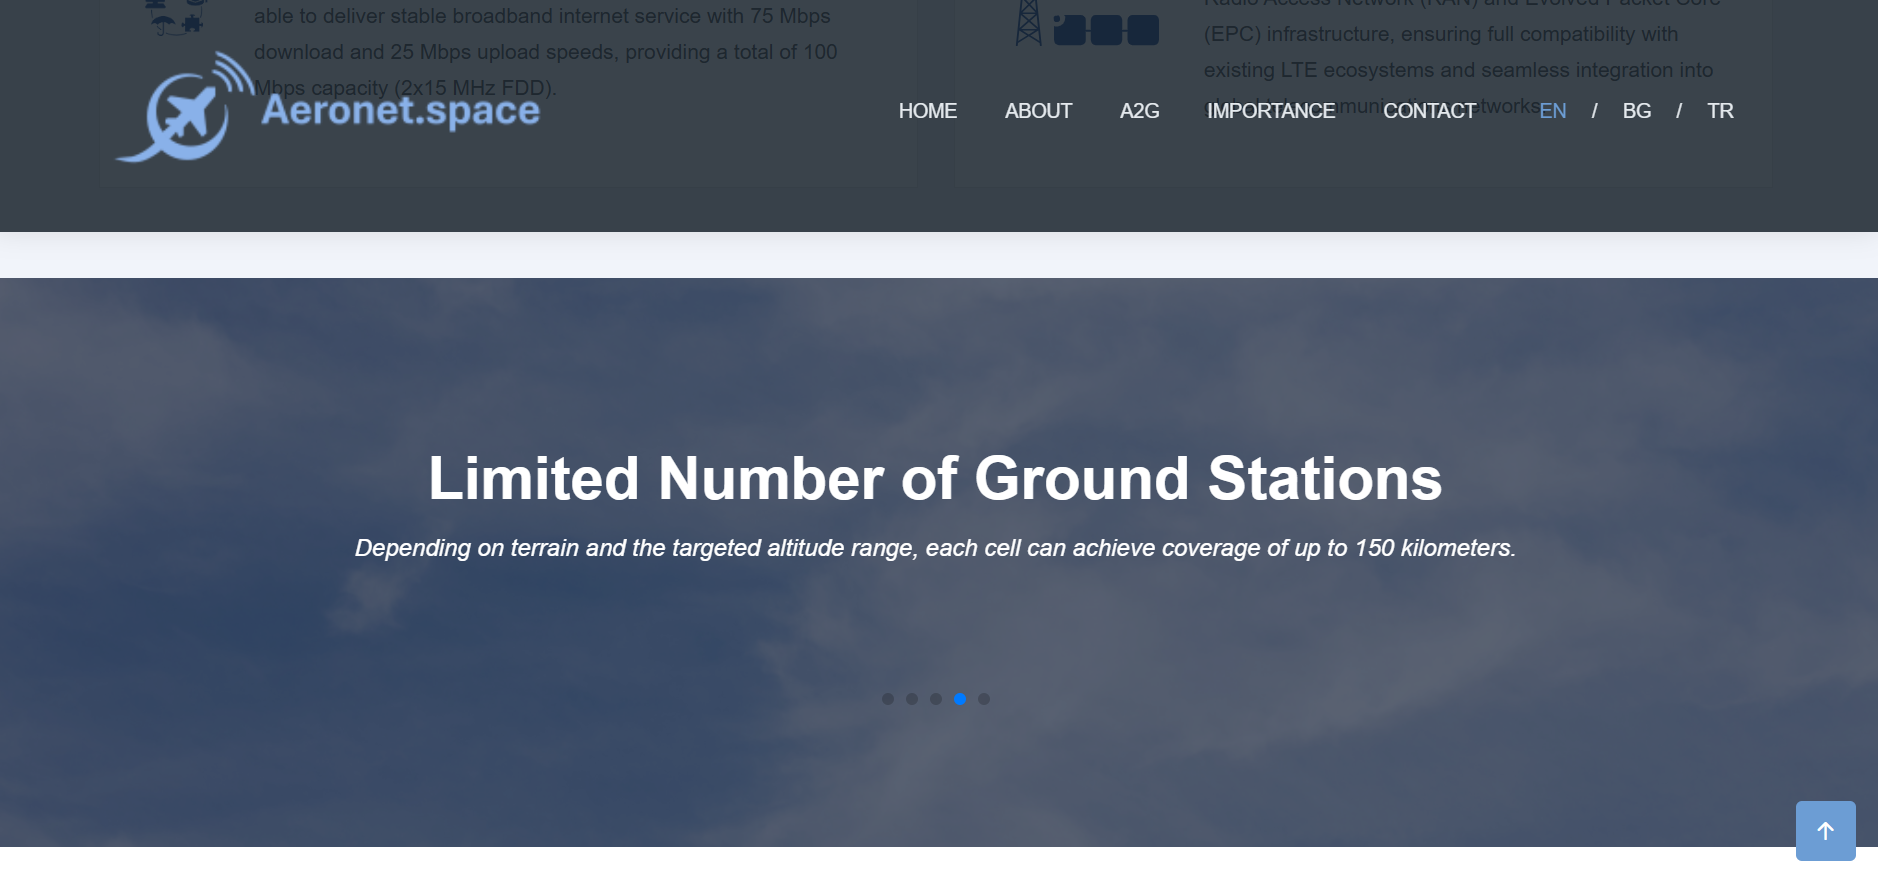 able to deliver stable broadband internet service with 75 Mbps
download and 25 Mbps upload speeds, providing a total of 100
Mbps capacity (2x15 MHz FDD).
Radio Access Network (RAN) and Evolved Packet Core
(EPC) infrastructure, ensuring full compatibility with
existing LTE ecosystems and seamless integration into
networks.
Aeronet.space
HOME ABOUT A2G IMPORTANCE CONTACT EN / BG / TR
Limited Number of Ground Stations
Depending on terrain and the targeted altitude range, each cell can achieve coverage of up to 150 kilometers.